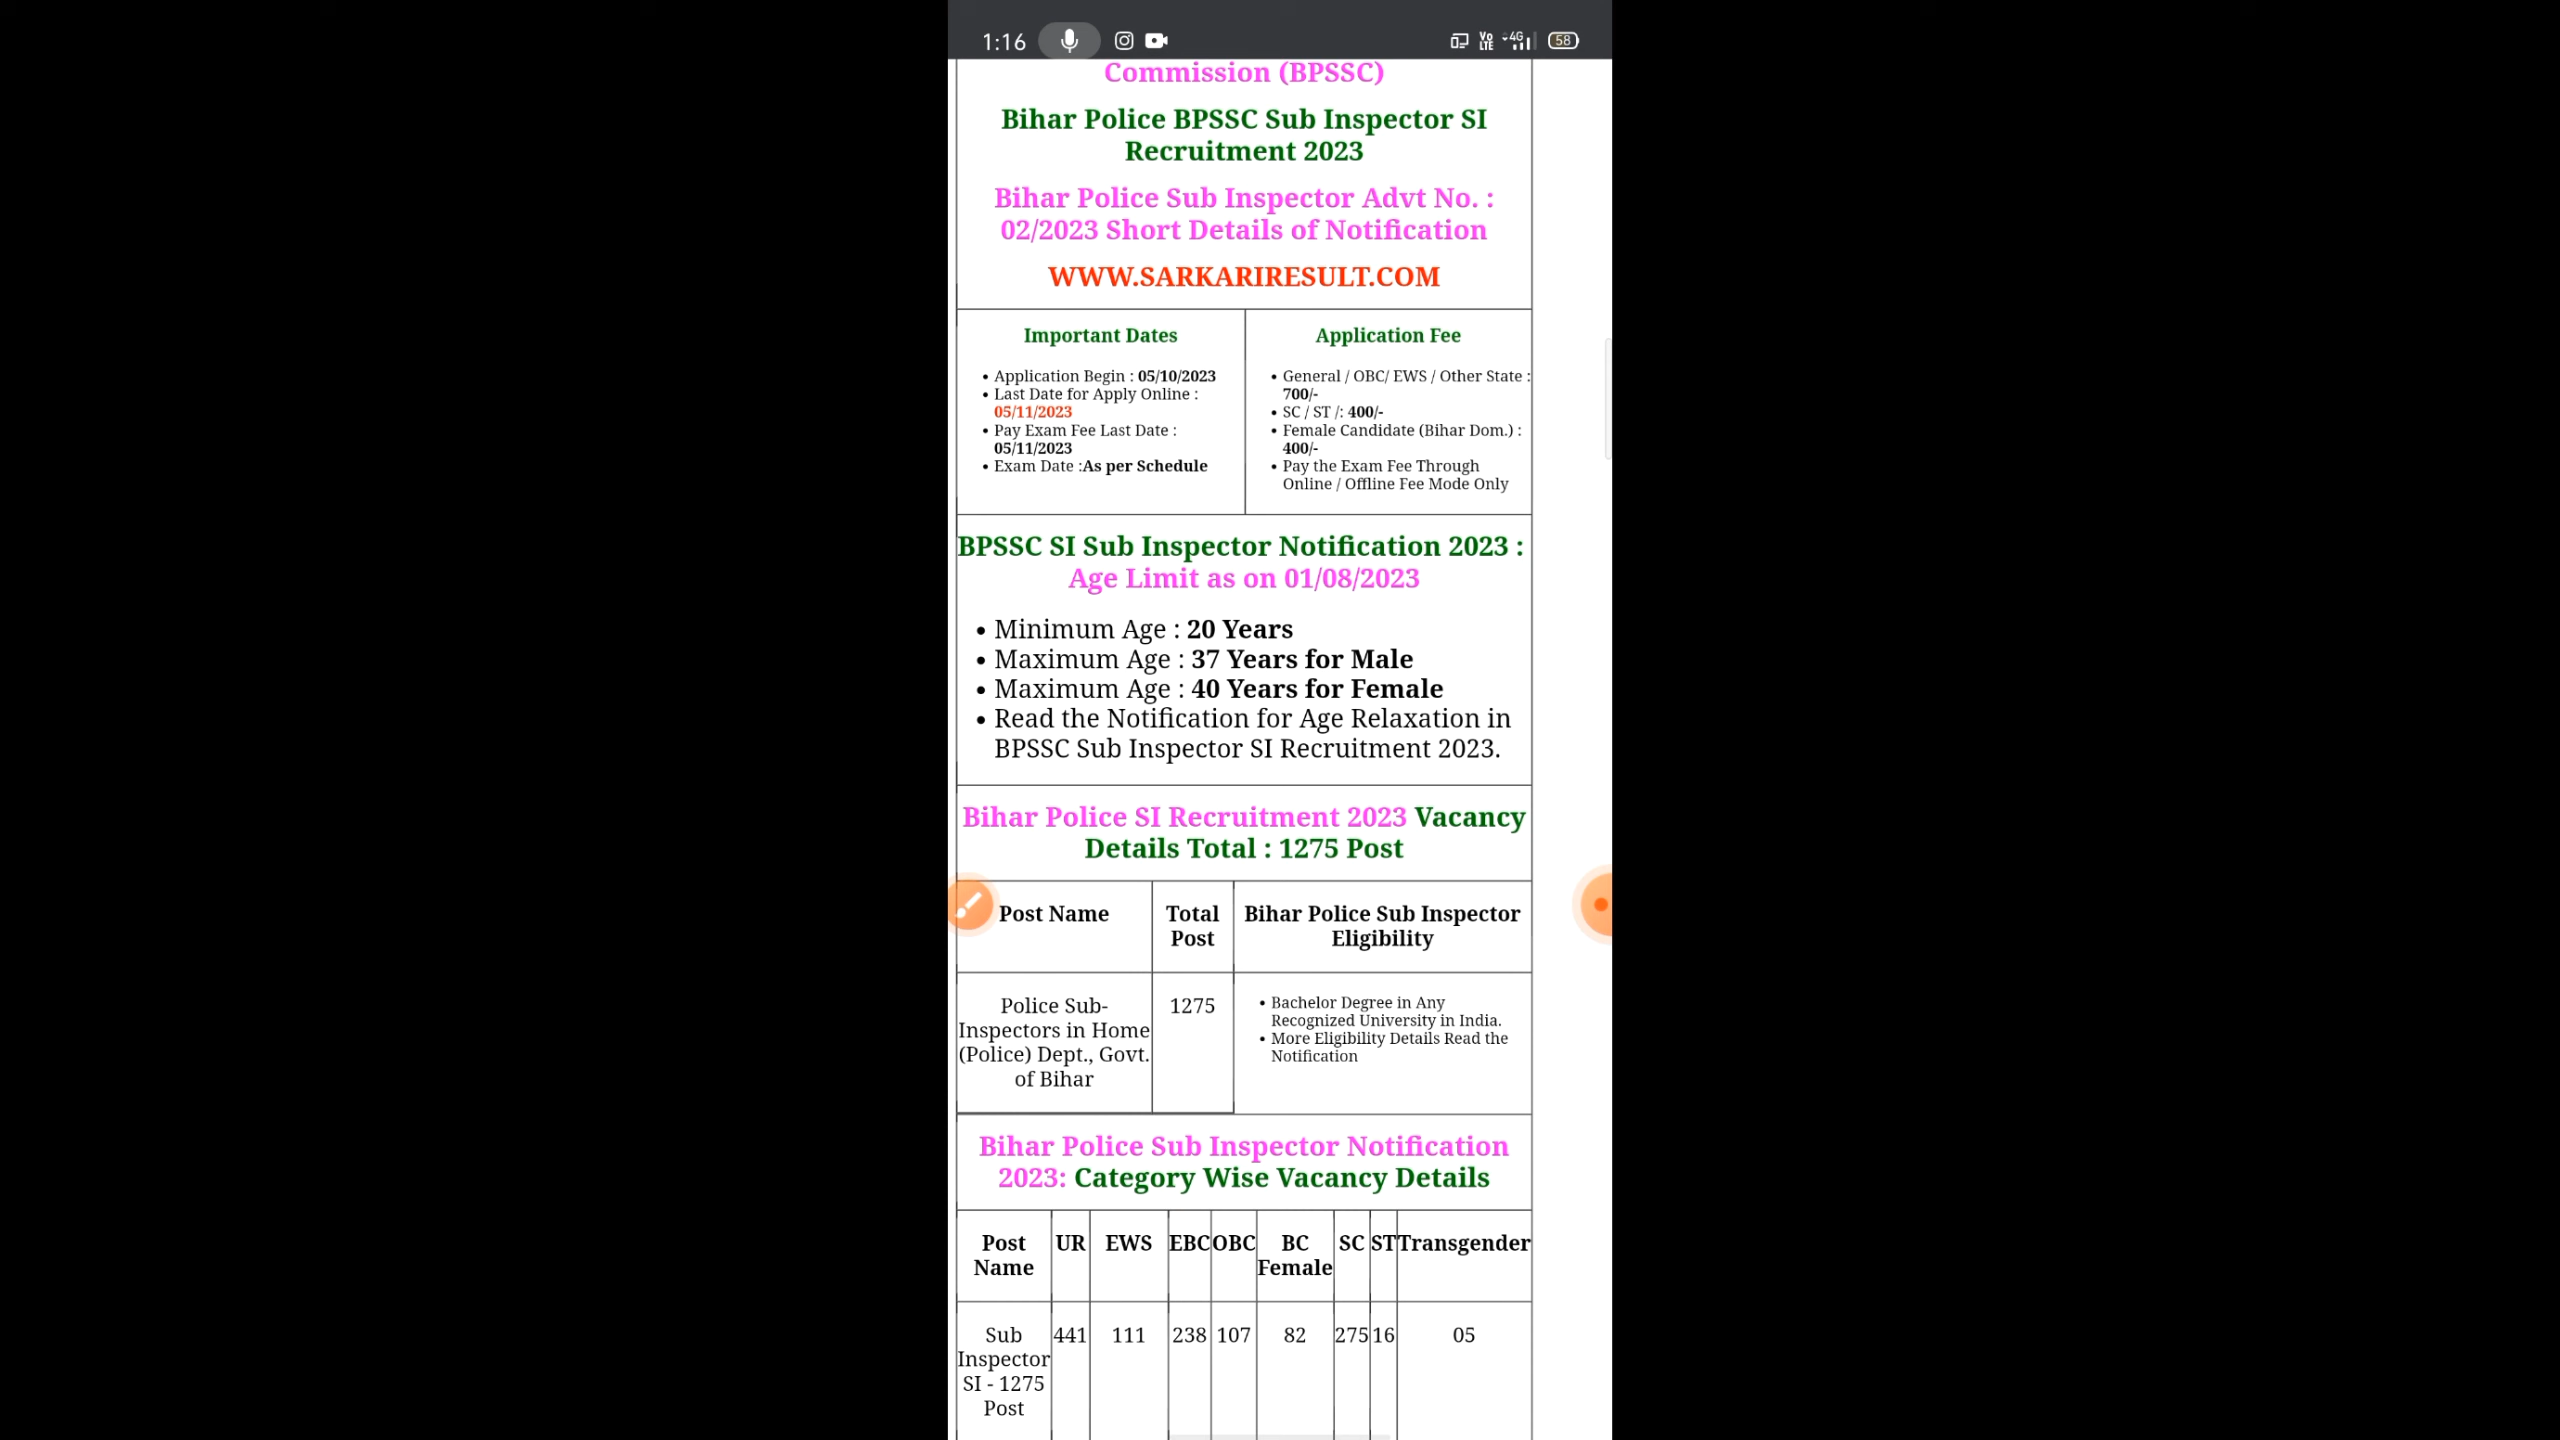 1:16
Vo
LTE
4G
58
Commission (BPSSC)
Bihar Police BPSSC Sub Inspector SI
Recruitment 2023
Bihar Police Sub Inspector Advt No. :
02/2023 Short Details of Notification
WWW.SARKARIRESULT.COM
Important Dates
• Application Begin : 05/10/2023
• Last Date for Apply Online :
05/11/2023
• Pay Exam Fee Last Date :
05/11/2023
• Exam Date :As per Schedule
Application Fee
• General / OBC/ EWS / Other State :
700/-
• SC / ST /: 400/-
• Female Candidate (Bihar Dom.) :
400/-
• Pay the Exam Fee Through
Online / Offline Fee Mode Only
BPSSC SI Sub Inspector Notification 2023 :
Age Limit as on 01/08/2023
• Minimum Age : 20 Years
• Maximum Age : 37 Years for Male
• Maximum Age : 40 Years for Female
• Read the Notification for Age Relaxation in
BPSSC Sub Inspector SI Recruitment 2023.
Bihar Police SI Recruitment 2023 Vacancy
Details Total : 1275 Post
Post Name
Total
Post
Bihar Police Sub Inspector
Eligibility
Police Sub-
Inspectors in Home
(Police) Dept., Govt.
of Bihar
1275
• Bachelor Degree in Any
Recognized University in India.
• More Eligibility Details Read the
Notification
Bihar Police Sub Inspector Notification
2023: Category Wise Vacancy Details
Post
Name
UR
EWS
EBC
OBC
BC
Female
SC
ST
Transgender
Sub
Inspector
SI - 1275
Post
441
111
238
107
82
275
16
05